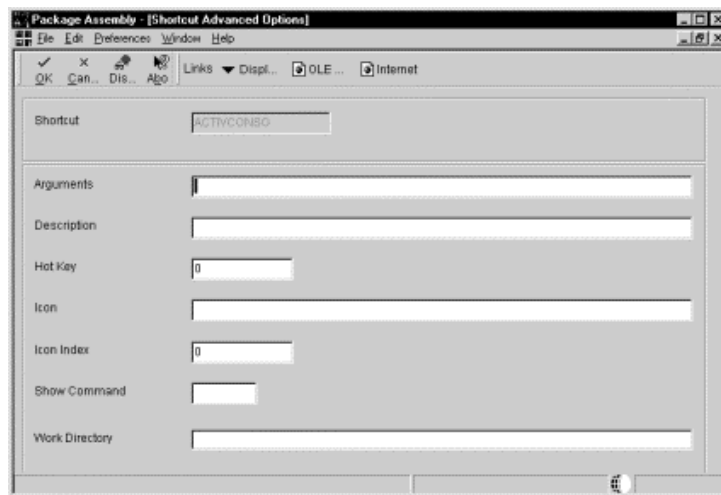 Package Assembly - [Shortcut Advanced Options]
File Edit Preferences Window Help
OK Can... Dis... Abo Links Displ... OLE ... Internet
Shortcut ACTIVCONSO
Arguments
Description
Hot Key 0
Icon
Icon Index 0
Show Command
Work Directory